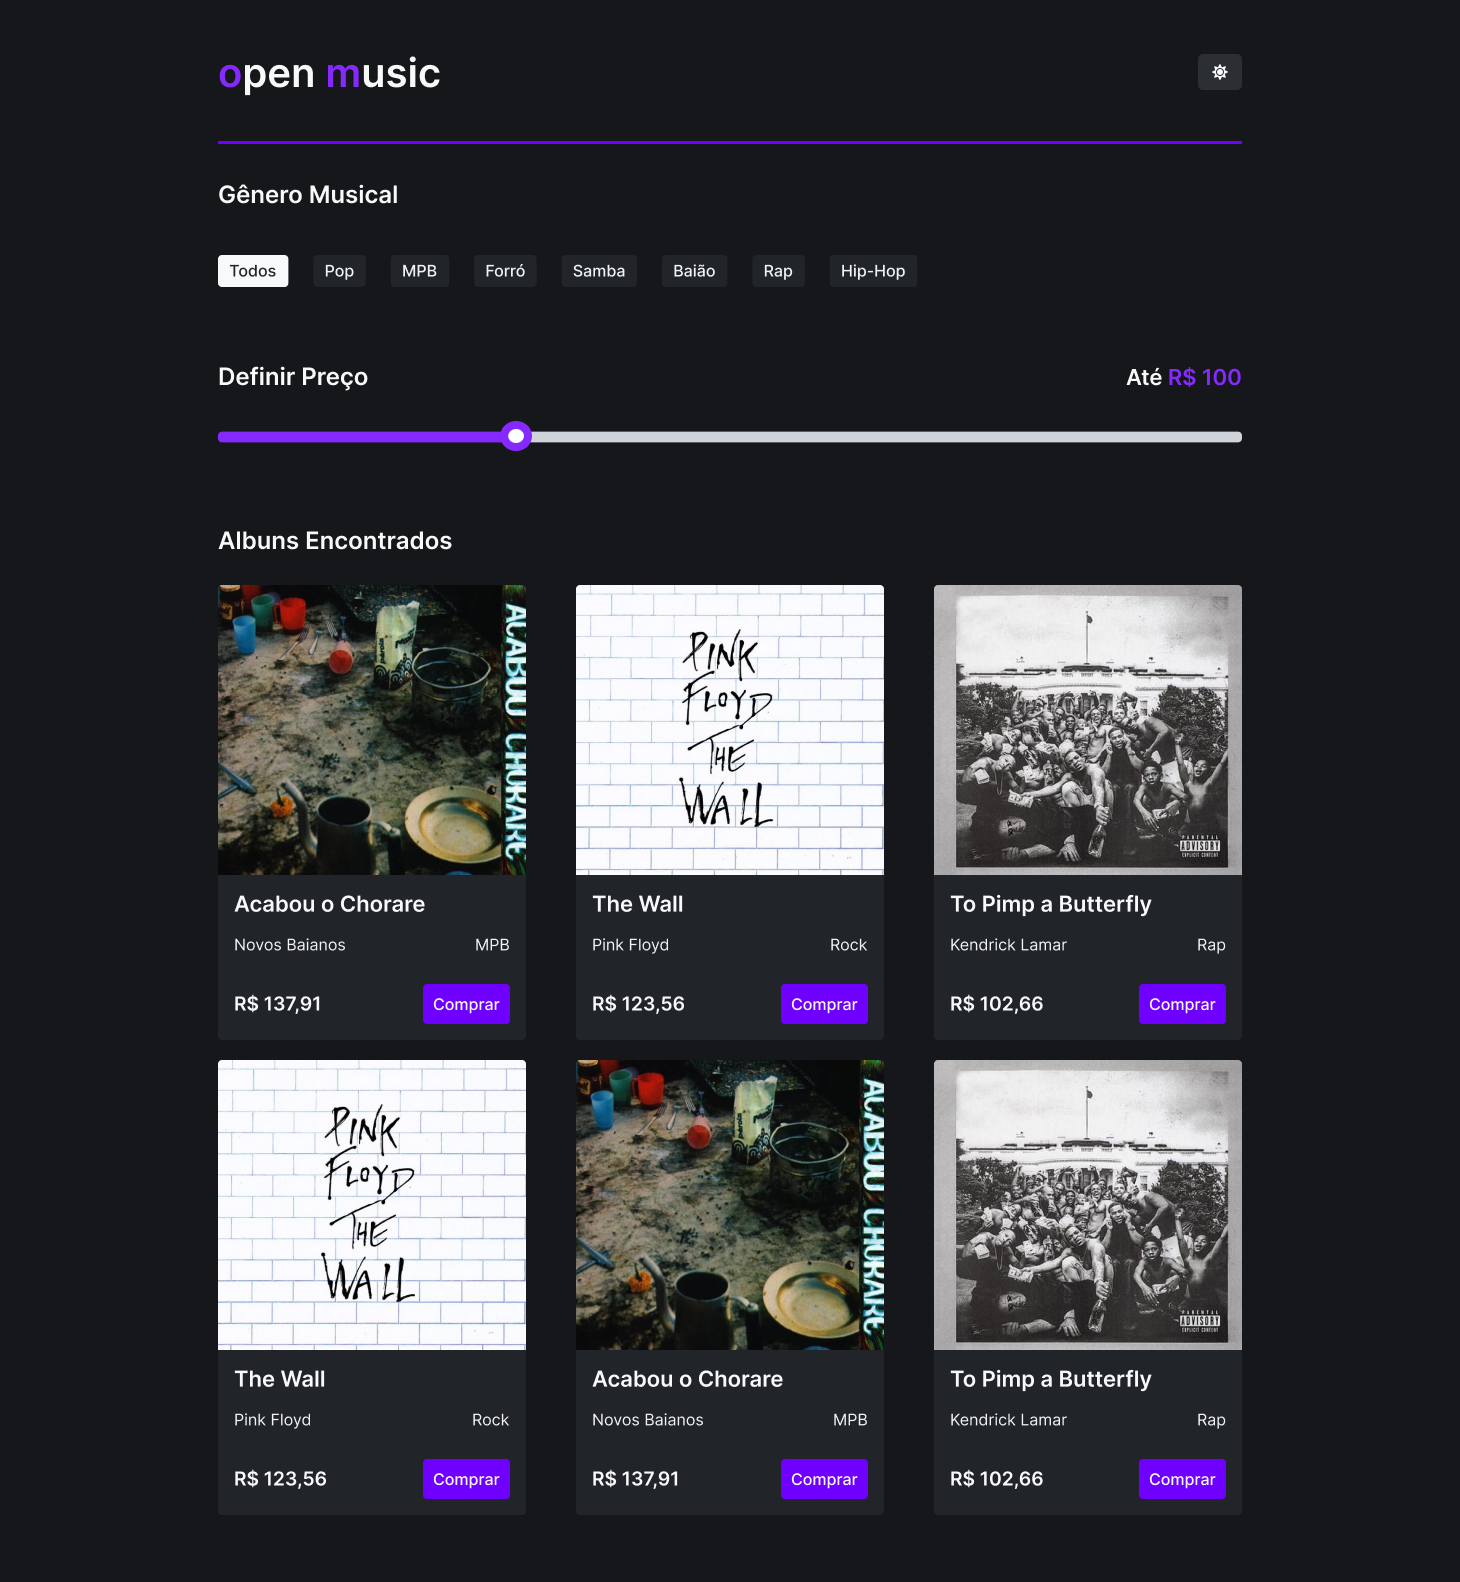 open music
Gênero Musical
Todos Pop MPB Forró Samba Baião Rap Hip-Hop
Definir Preço Até R$ 100
Albuns Encontrados
ACABOU CHORARE
pérola
PINK
FLOYD
THE
WALL
PARENTAL
ADVISORY
EXPLICIT CONTENT
Acabou o Chorare The Wall To Pimp a Butterfly
Novos Baianos MPB Pink Floyd Rock Kendrick Lamar Rap
R$ 137,91 Comprar R$ 123,56 Comprar R$ 102,66 Comprar
PINK
FLOYD
THE
WALL
ACABOU CHORARE
pérola
PARENTAL
ADVISORY
EXPLICIT CONTENT
The Wall Acabou o Chorare To Pimp a Butterfly
Pink Floyd Rock Novos Baianos MPB Kendrick Lamar Rap
R$ 123,56 Comprar R$ 137,91 Comprar R$ 102,66 Comprar